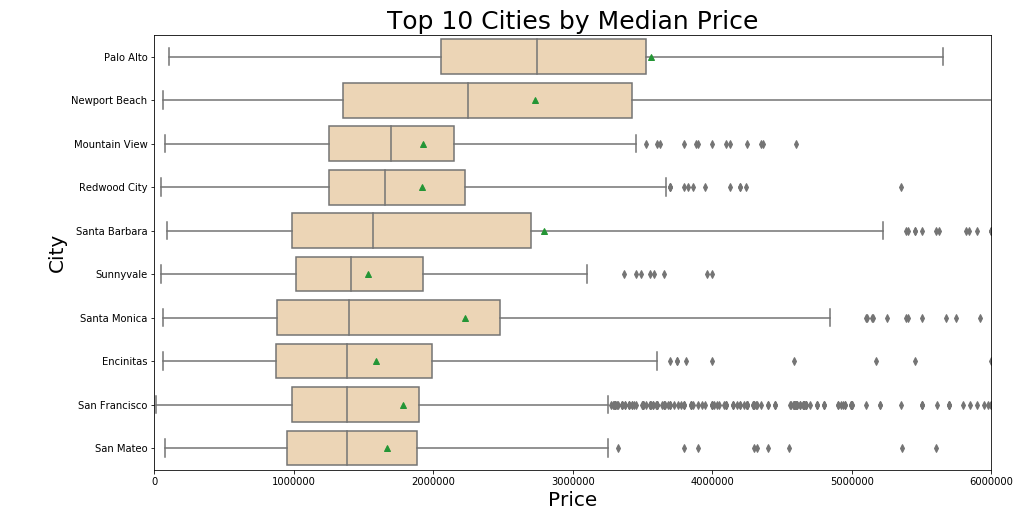 Top 10 Cities by Median Price
Palo Alto
Newport Beach
Mountain View
Redwood City
Santa Barbara
Sunnyvale
Santa Monica
Encinitas
San Francisco
San Mateo
City
0 1000000 2000000 3000000 4000000 5000000 6000000
Price